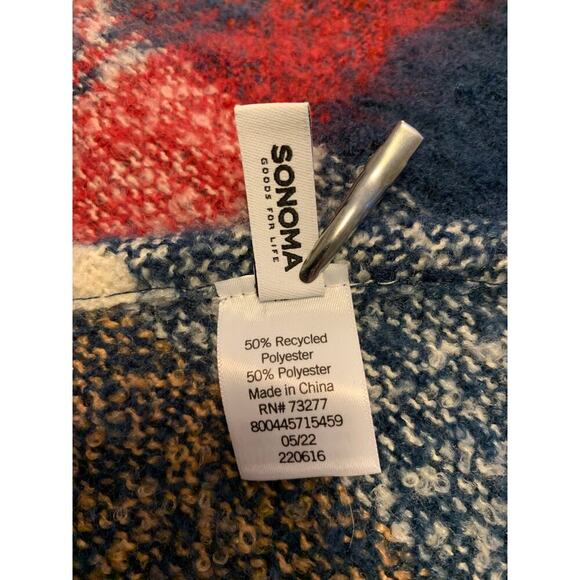 SONOMA
GOODS FOR LIFE
50% Recycled
Polyester
50% Polyester
Made in China
RN# 73277
800445715459
05/22
220616